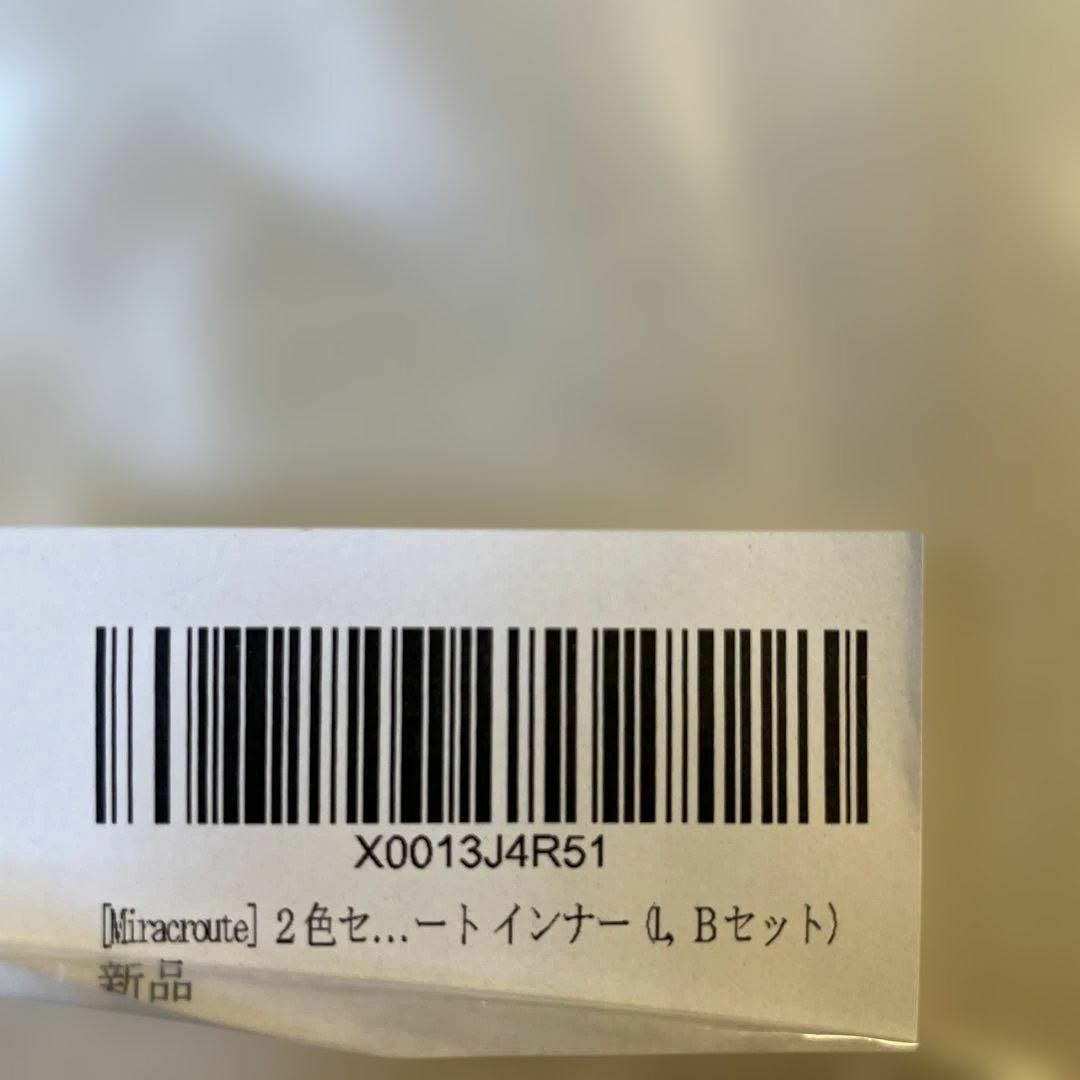 X0013J4R51
[Miracroute] 2色セ...ート インナー (L, Bセット)
新品